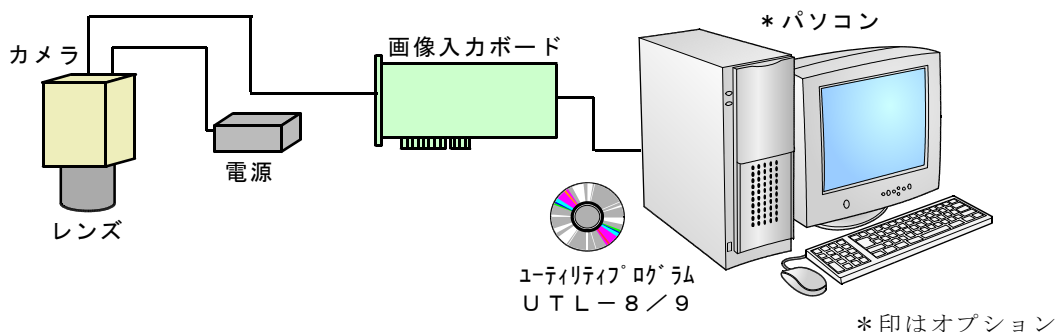 ＊パソコン
カメラ
画像入力ボード
電源
レンズ
ﾕｰﾃｨﾘﾃｨﾌﾟﾛｸﾞﾗﾑ
ＵＴＬ－８／９
＊印はオプション